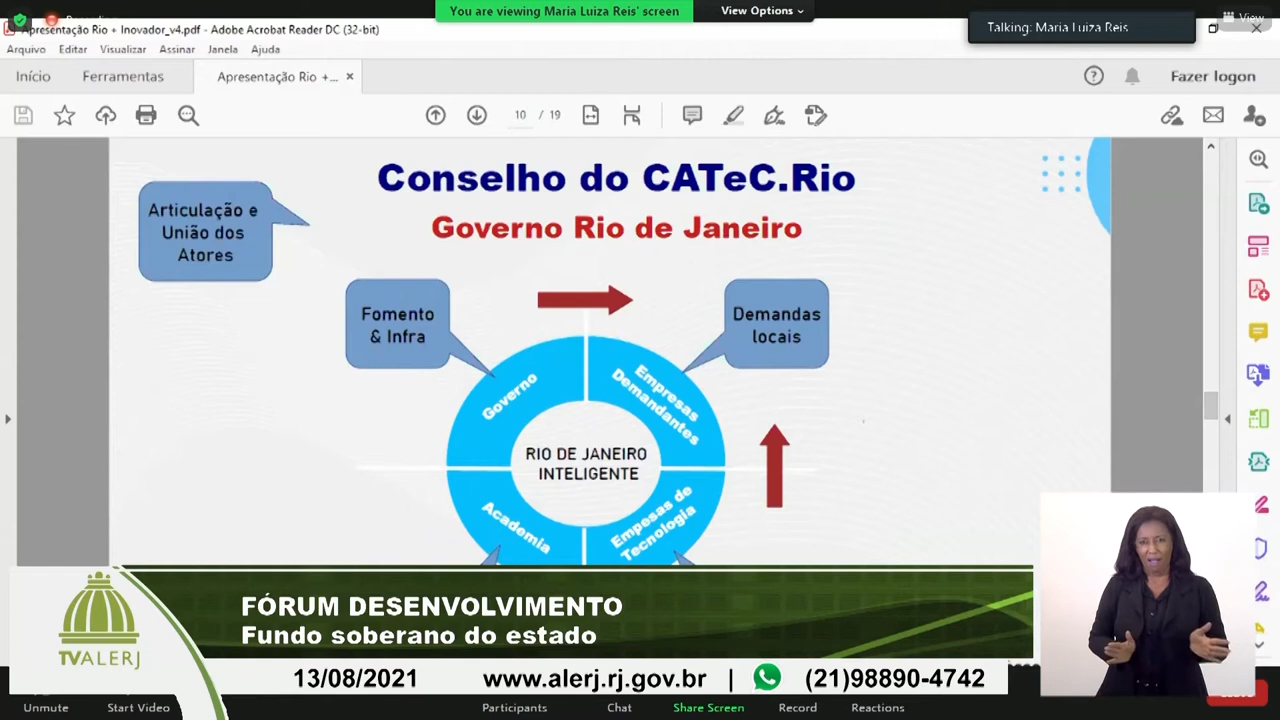 You are viewing Maria Luiza Reis' screen
View Options
View
Talking: Maria Luiza Reis
Apresentação Rio + Inovador_v4.pdf - Adobe Acrobat Reader DC (32-bit)
Arquivo Editar Visualizar Assinar Janela Ajuda
Início Ferramentas Apresentação Rio +... × Fazer logon
10 / 19
Conselho do CATeC.Rio
Governo Rio de Janeiro
Articulação e
União dos
Atores
Fomento
& Infra
Demandas
locais
Governo
Empresas
Demandantes
RIO DE JANEIRO
INTELIGENTE
Academia
Emposas de
Tecnologia
FÓRUM DESENVOLVIMENTO
Fundo soberano do estado
TVALERJ
13/08/2021 www.alerj.rj.gov.br | (21)98890-4742
Unmute Start Video Participants Chat Share Screen Record Reactions